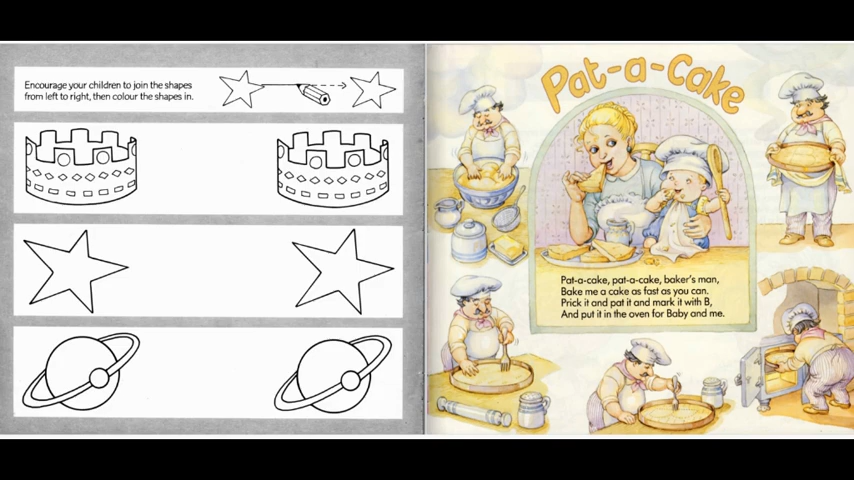 Encourage your children to join the shapes
from left to right, then colour the shapes in.
Pat-a-Cake
Pat-a-cake, pat-a-cake, baker's man,
Bake me a cake as fast as you can.
Prick it and pat it and mark it with B,
And put it in the oven for Baby and me.